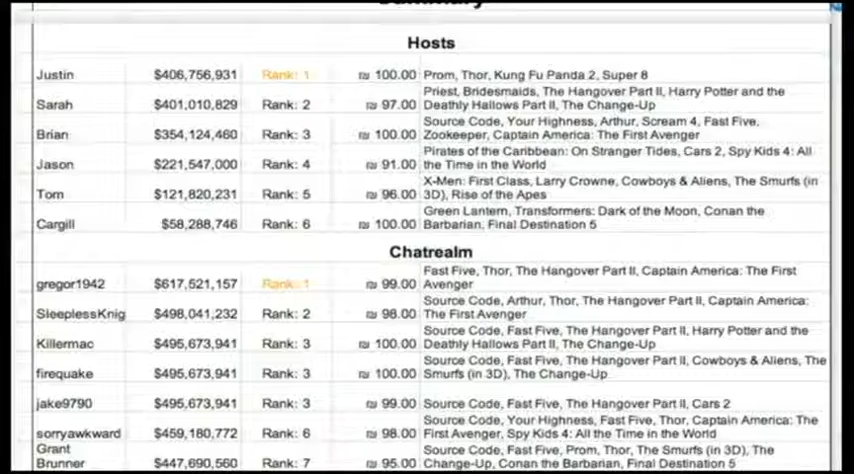 Summary
Hosts
Justin $406,756,931 Rank: 1 ₪ 100.00 Prom, Thor, Kung Fu Panda 2, Super 8
Sarah $401,010,829 Rank: 2 ₪ 97.00 Priest, Bridesmaids, The Hangover Part II, Harry Potter and the
Deathly Hallows Part II, The Change-Up
Brian $354,124,460 Rank: 3 ₪ 100.00 Source Code, Your Highness, Arthur, Scream 4, Fast Five,
Zookeeper, Captain America: The First Avenger
Jason $221,547,000 Rank: 4 ₪ 91.00 Pirates of the Caribbean: On Stranger Tides, Cars 2, Spy Kids 4: All
the Time in the World
Tom $121,820,231 Rank: 5 ₪ 96.00 X-Men: First Class, Larry Crowne, Cowboys & Aliens, The Smurfs (in
3D), Rise of the Apes
Cargill $58,288,746 Rank: 6 ₪ 100.00 Green Lantern, Transformers: Dark of the Moon, Conan the
Barbarian, Final Destination 5
Chatrealm
gregor1942 $617,521,157 Rank: 1 ₪ 99.00 Fast Five, Thor, The Hangover Part II, Captain America: The First
Avenger
SleeplessKnig $498,041,232 Rank: 2 ₪ 98.00 Source Code, Arthur, Thor, The Hangover Part II, Captain America:
The First Avenger
Killermac $495,673,941 Rank: 3 ₪ 100.00 Source Code, Fast Five, The Hangover Part II, Harry Potter and the
Deathly Hallows Part II, The Change-Up
firequake $495,673,941 Rank: 3 ₪ 100.00 Source Code, Fast Five, The Hangover Part II, Cowboys & Aliens, The
Smurfs (in 3D), The Change-Up
jake9790 $495,673,941 Rank: 3 ₪ 99.00 Source Code, Fast Five, The Hangover Part II, Cars 2
sorryawkward $459,180,772 Rank: 6 ₪ 98.00 Source Code, Your Highness, Fast Five, Thor, Captain America: The
First Avenger, Spy Kids 4: All the Time in the World
Grant
Brunner $447,690,560 Rank: 7 ₪ 95.00 Source Code, Fast Five, Prom, Thor, The Smurfs (in 3D), The
Change-Up, Conan the Barbarian, Final Destination 5